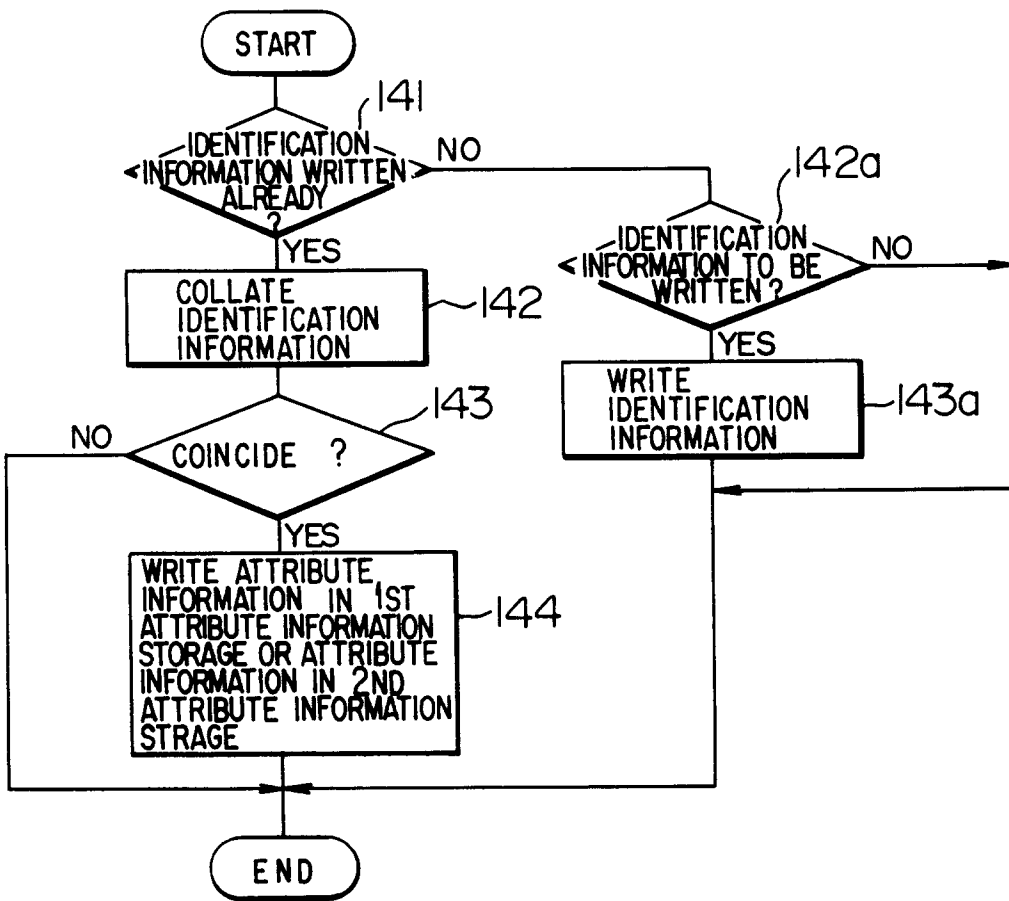 START
141
IDENTIFICATION
INFORMATION WRITTEN
ALREADY
?
NO
YES
142a
IDENTIFICATION
INFORMATION TO BE
WRITTEN ?
NO
YES
COLLATE
IDENTIFICATION
INFORMATION
142
WRITE
IDENTIFICATION
INFORMATION
143a
143
COINCIDE ?
NO
YES
WRITE ATTRIBUTE
INFORMATION IN 1ST
ATTRIBUTE INFORMATION
STORAGE OR ATTRIBUTE
INFORMATION IN 2ND
ATTRIBUTE INFORMATION
STRAGE
144
END